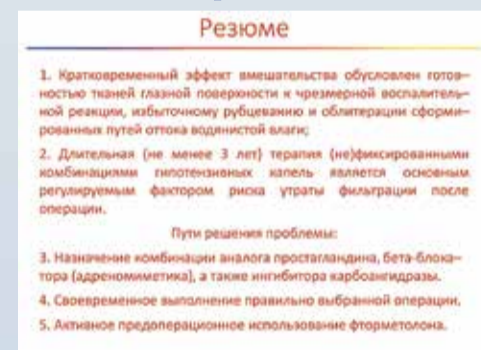 Резюме
1. Кратковременный эффект вмешательства обусловлен готов–
ностью тканей глазной поверхности к чрезмерной воспалитель–
ной реакции, избыточному рубцеванию и облитерации сформи–
рованных путей оттока водянистой влаги;
2. Длительная (не менее 3 лет) терапия (не)фиксированными
комбинациями гипотензивных капель является основным
регулируемым фактором риска утраты фильтрации после
операции.
Пути решения проблемы:
3. Назначение комбинации аналога простагландина, бета-блока–
тора (адреномиметика), а также ингибитора карбоангидразы.
4. Своевременное выполнение правильно выбранной операции.
5. Активное предоперационное использование фторметолона.